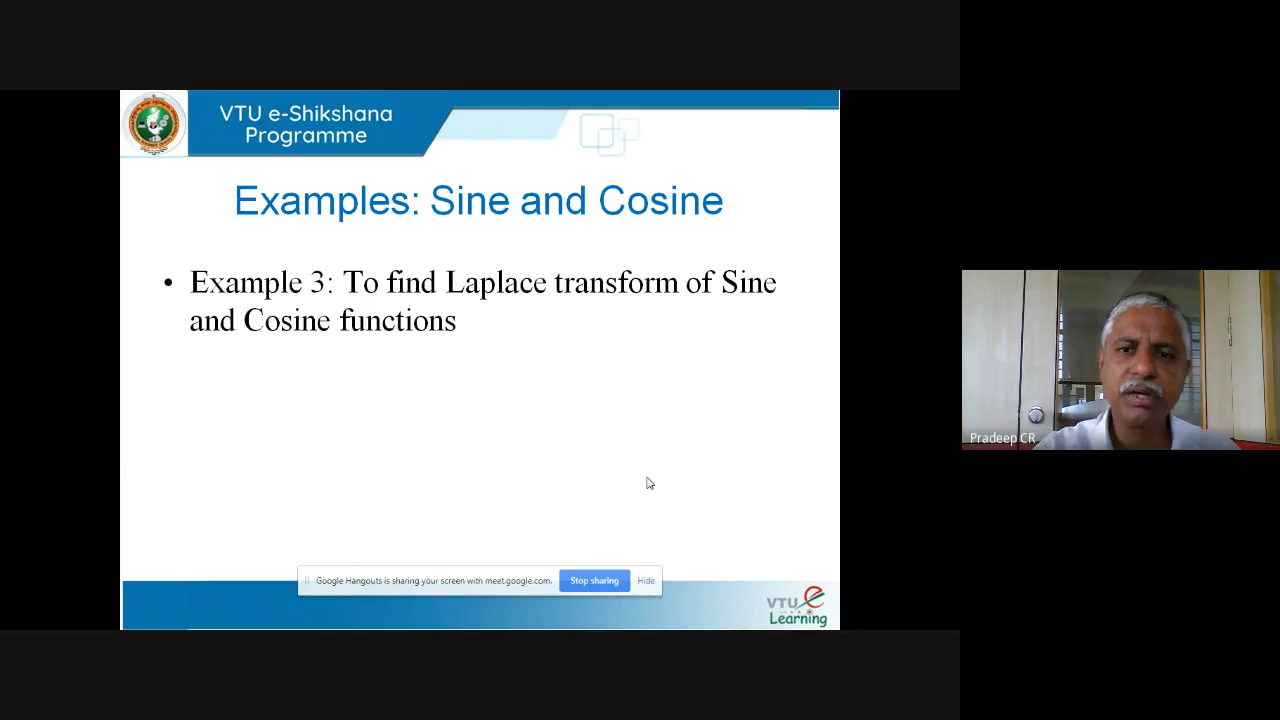 VTU e-Shikshana
Programme
Examples: Sine and Cosine
• Example 3: To find Laplace transform of Sine
and Cosine functions
Pradeep CR
Google Hangouts is sharing your screen with meet.google.com.
Stop sharing
Hide
VTU e
Learning